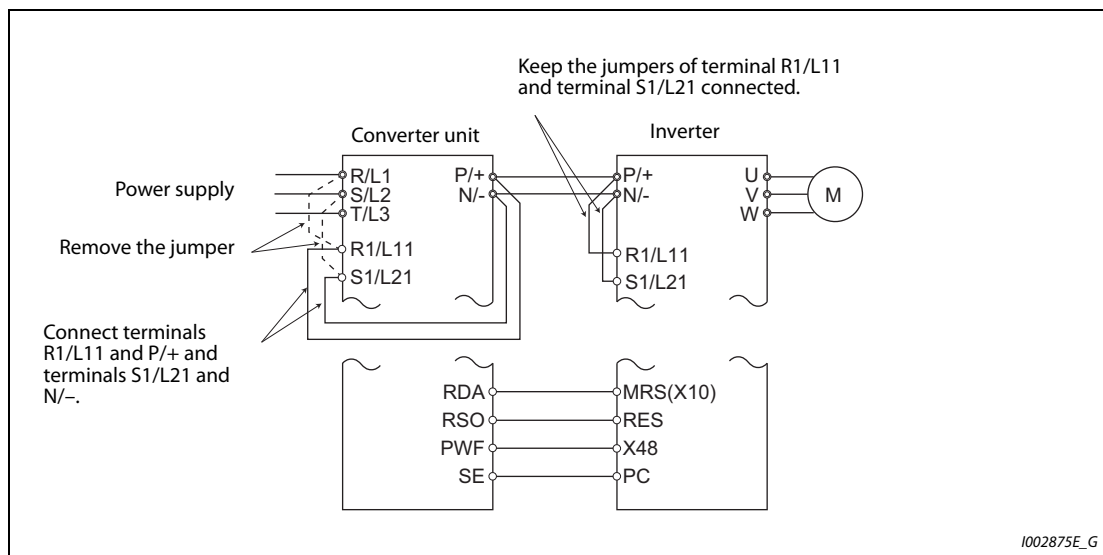 Keep the jumpers of terminal R1/L11
and terminal S1/L21 connected.
Converter unit
Inverter
Power supply
R/L1
S/L2
T/L3
P/+
N/-
P/+
N/-
U
V
W
M
Remove the jumper
R1/L11
S1/L21
R1/L11
S1/L21
Connect terminals
R1/L11 and P/+ and
terminals S1/L21 and
N/–.
RDA
MRS(X10)
RSO
RES
PWF
X48
SE
PC
I002875E_G